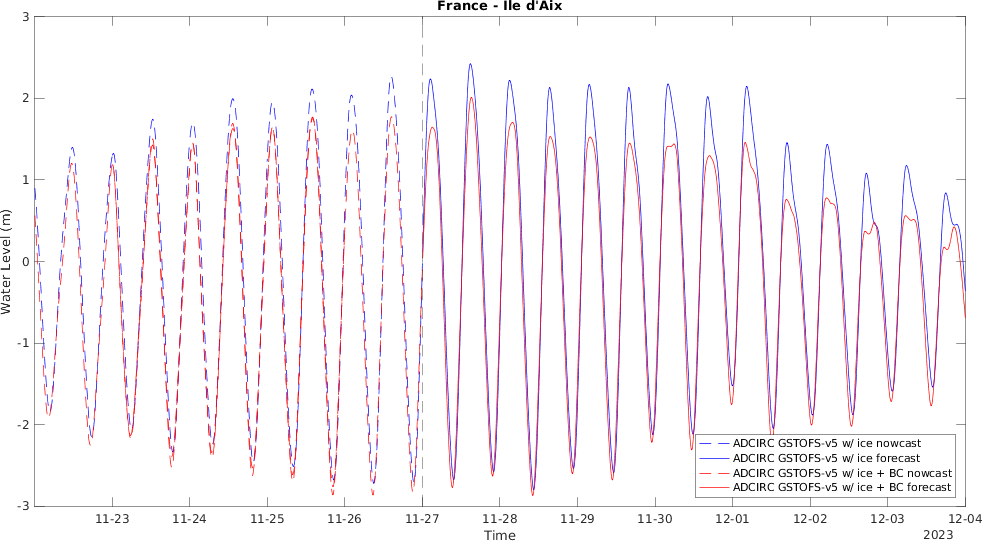 France - Ile d'Aix
Water Level (m)
3
2
1
0
-1
-2
-3
ADCIRC GSTOFS-v5 w/ ice nowcast
ADCIRC GSTOFS-v5 w/ ice forecast
ADCIRC GSTOFS-v5 w/ ice + BC nowcast
ADCIRC GSTOFS-v5 w/ ice + BC forecast
11-23 11-24 11-25 11-26 11-27 11-28 11-29 11-30 12-01 12-02 12-03 12-04
Time
2023